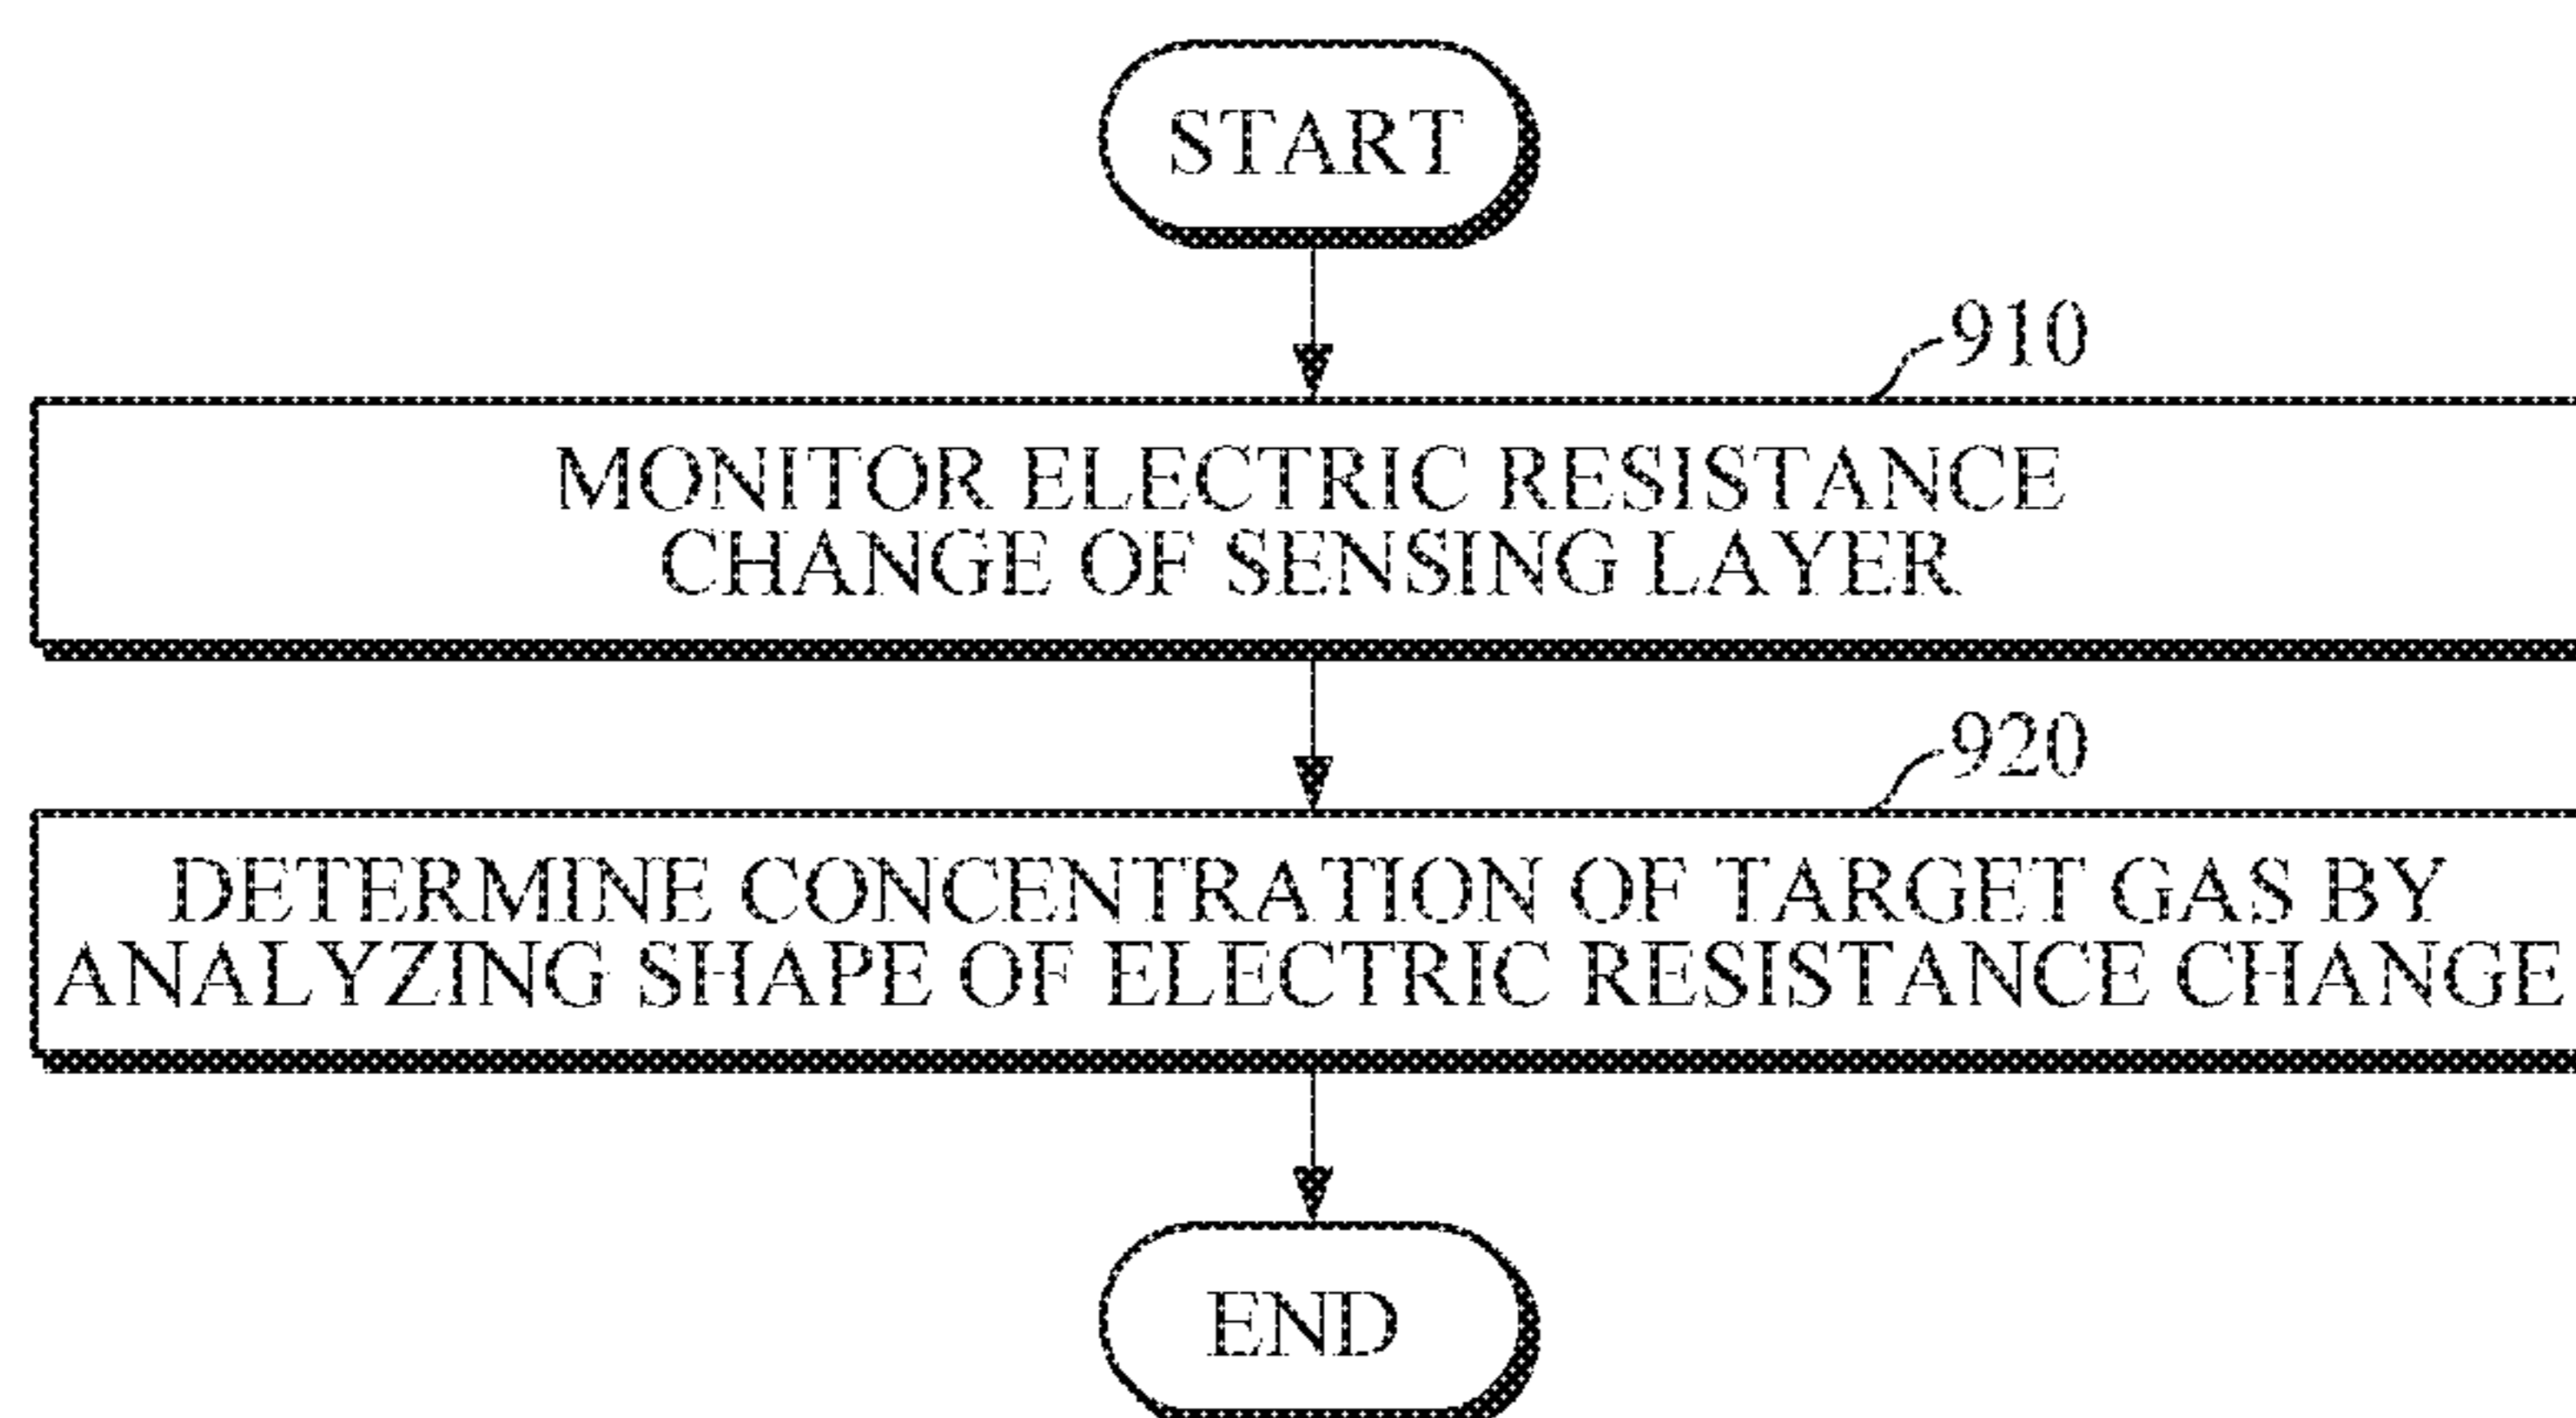 START
910
MONITOR ELECTRIC RESISTANCE
CHANGE OF SENSING LAYER
920
DETERMINE CONCENTRATION OF TARGET GAS BY
ANALYZING SHAPE OF ELECTRIC RESISTANCE CHANGE
END